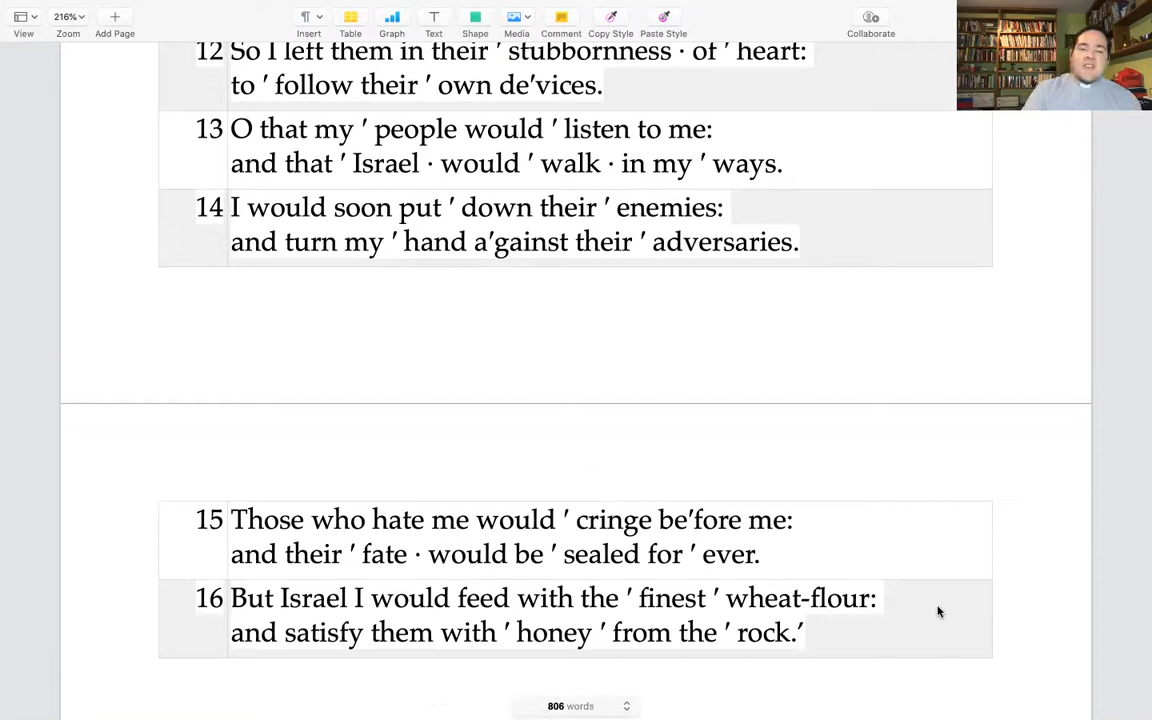 216%
View
Zoom
Add Page
Insert
Table
Graph
Text
Shape
Media
Comment
Copy Style
Paste Style
Collaborate
12 So I left them in their ′ stubbornness · of ′ heart:
to ′ follow their ′ own de′vices.
13 O that my ′ people would ′ listen to me:
and that ′ Israel · would ′ walk · in my ′ ways.
14 I would soon put ′ down their ′ enemies:
and turn my ′ hand a′gainst their ′ adversaries.
15 Those who hate me would ′ cringe be′fore me:
and their ′ fate · would be ′ sealed for ′ ever.
16 But Israel I would feed with the ′ finest ′ wheat-flour:
and satisfy them with ′ honey ′ from the ′ rock.’
806 words